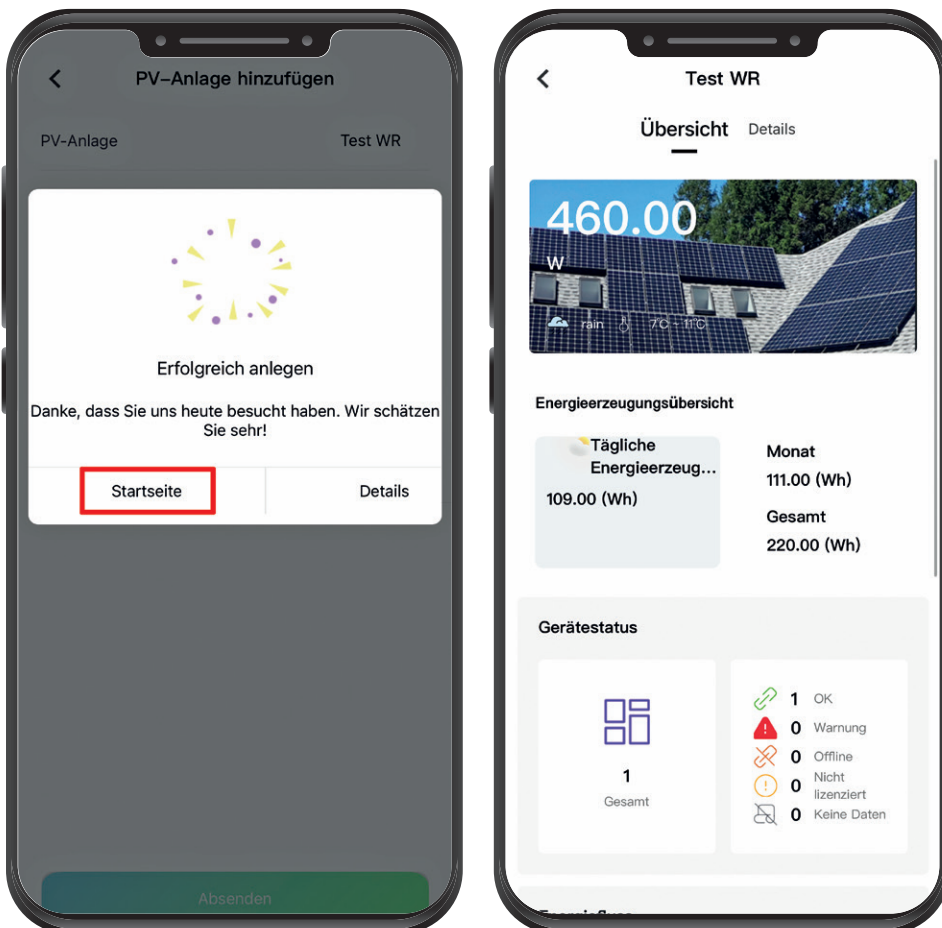 PV-Anlage hinzufügen
PV-Anlage Test WR
Erfolgreich anlegen
Danke, dass Sie uns heute besucht haben. Wir schätzen
Sie sehr!
Startseite Details
Absenden
Test WR
Übersicht Details
460.00
W
rain 7°C ~ 11°C
Energieerzeugungsübersicht
Tägliche
Energieerzeug...
109.00 (Wh)
Monat
111.00 (Wh)
Gesamt
220.00 (Wh)
Gerätestatus
1
Gesamt
1 OK
0 Warnung
0 Offline
0 Nicht
lizenziert
0 Keine Daten